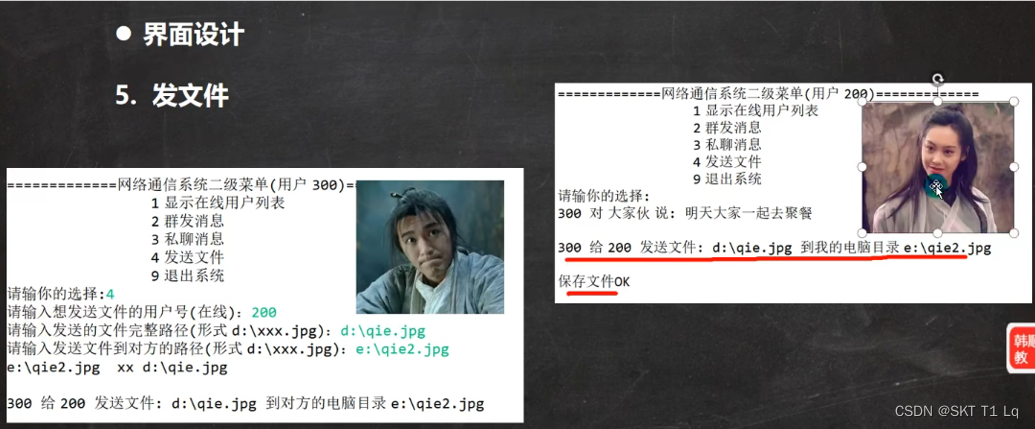 ● 界面设计
5. 发文件
=============网络通信系统二级菜单(用户 300)=
1 显示在线用户列表
2 群发消息
3 私聊消息
4 发送文件
9 退出系统
请输你的选择:4
请输入想发送文件的用户号(在线): 200
请输入发送的文件完整路径(形式 d:\xxx.jpg): d:\qie.jpg
请输入发送文件到对方的路径(形式 d:\xxx.jpg): e:\qie2.jpg
e:\qie2.jpg xx d:\qie.jpg
300 给 200 发送文件: d:\qie.jpg 到对方的电脑目录 e:\qie2.jpg
=============网络通信系统二级菜单(用户 200)=============
1 显示在线用户列表
2 群发消息
3 私聊消息
4 发送文件
9 退出系统
请输你的选择:
300 对 大家伙 说: 明天大家一起去聚餐
300 给 200 发送文件: d:\qie.jpg 到我的电脑目录 e:\qie2.jpg
保存文件OK
韩顺
教
CSDN @SKT T1 Lq